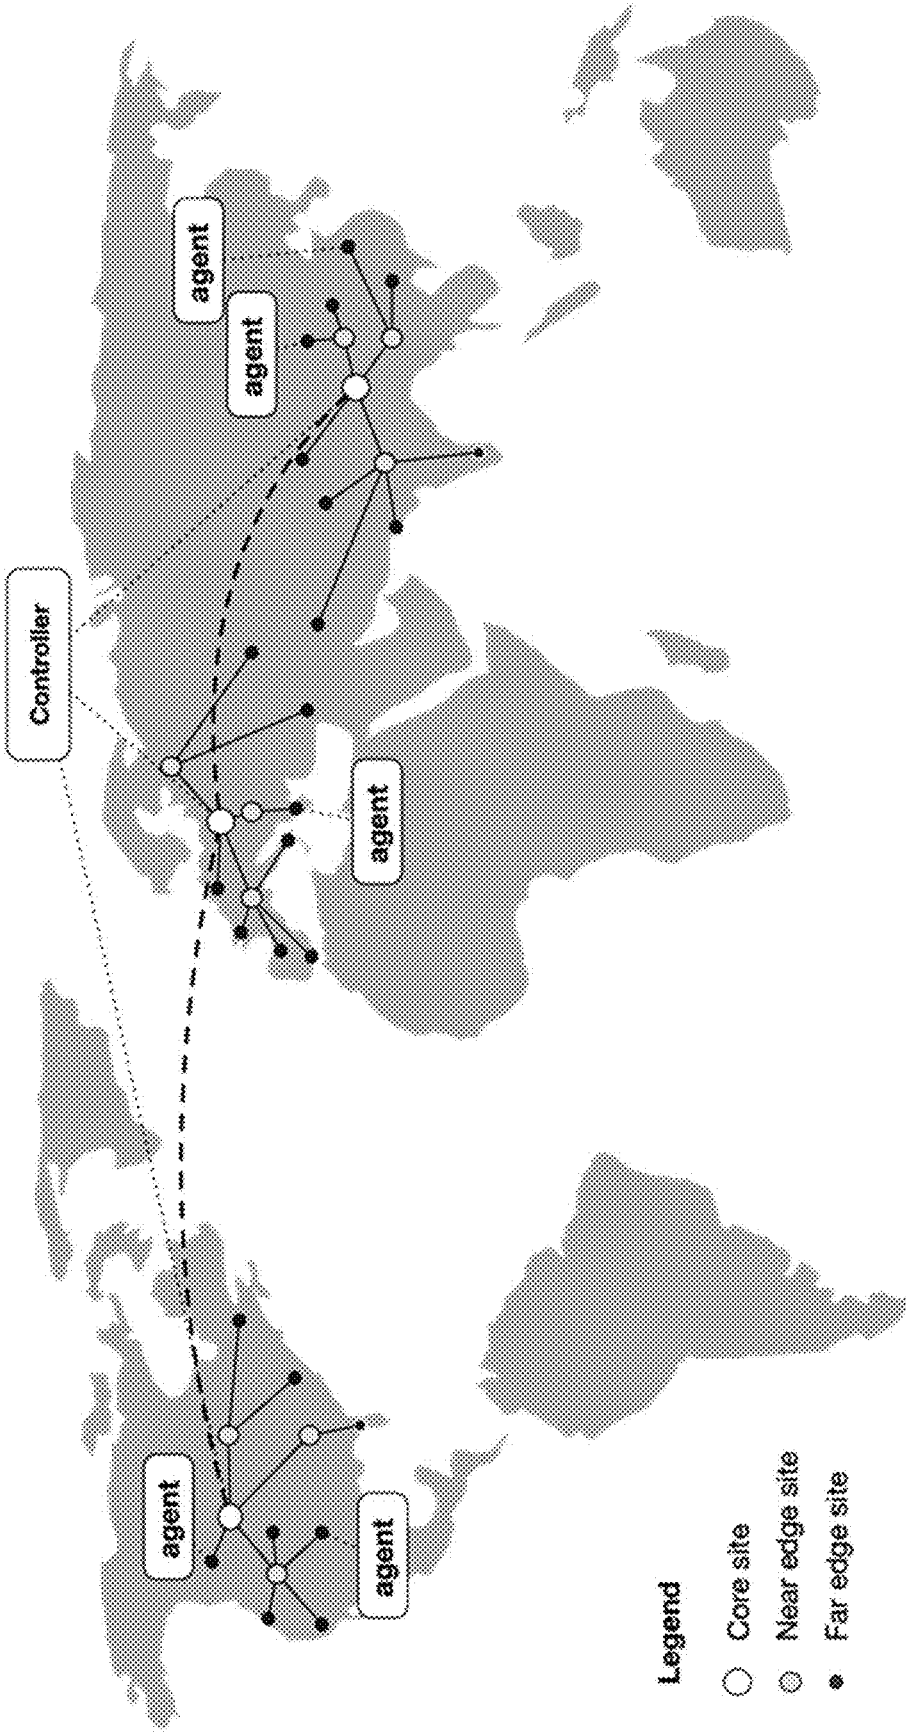 Controller
agent
agent
agent
agent
agent
Legend
Core site
Near edge site
Far edge site